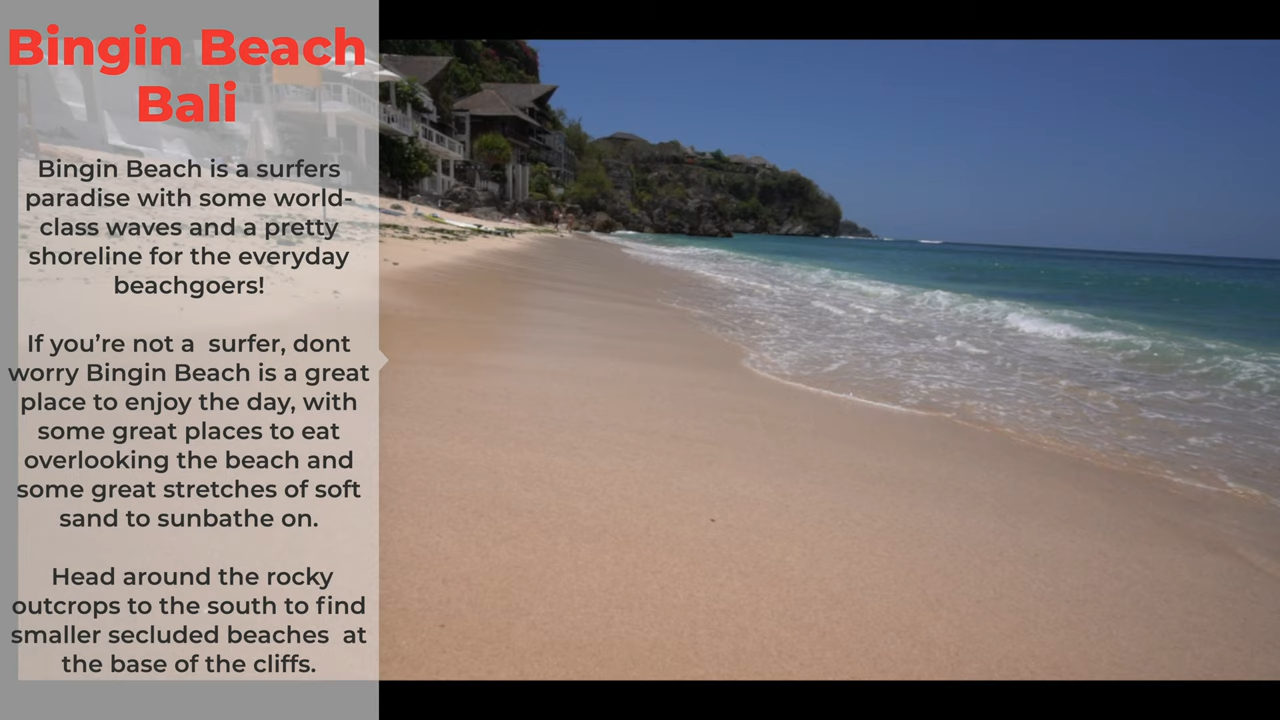 Bingin Beach
Bali
Bingin Beach is a surfers
paradise with some world-
class waves and a pretty
shoreline for the everyday
beachgoers!
If you’re not a  surfer, dont
worry Bingin Beach is a great
place to enjoy the day, with
some great places to eat
overlooking the beach and
some great stretches of soft
sand to sunbathe on.
Head around the rocky
outcrops to the south to find
smaller secluded beaches  at
the base of the cliffs.